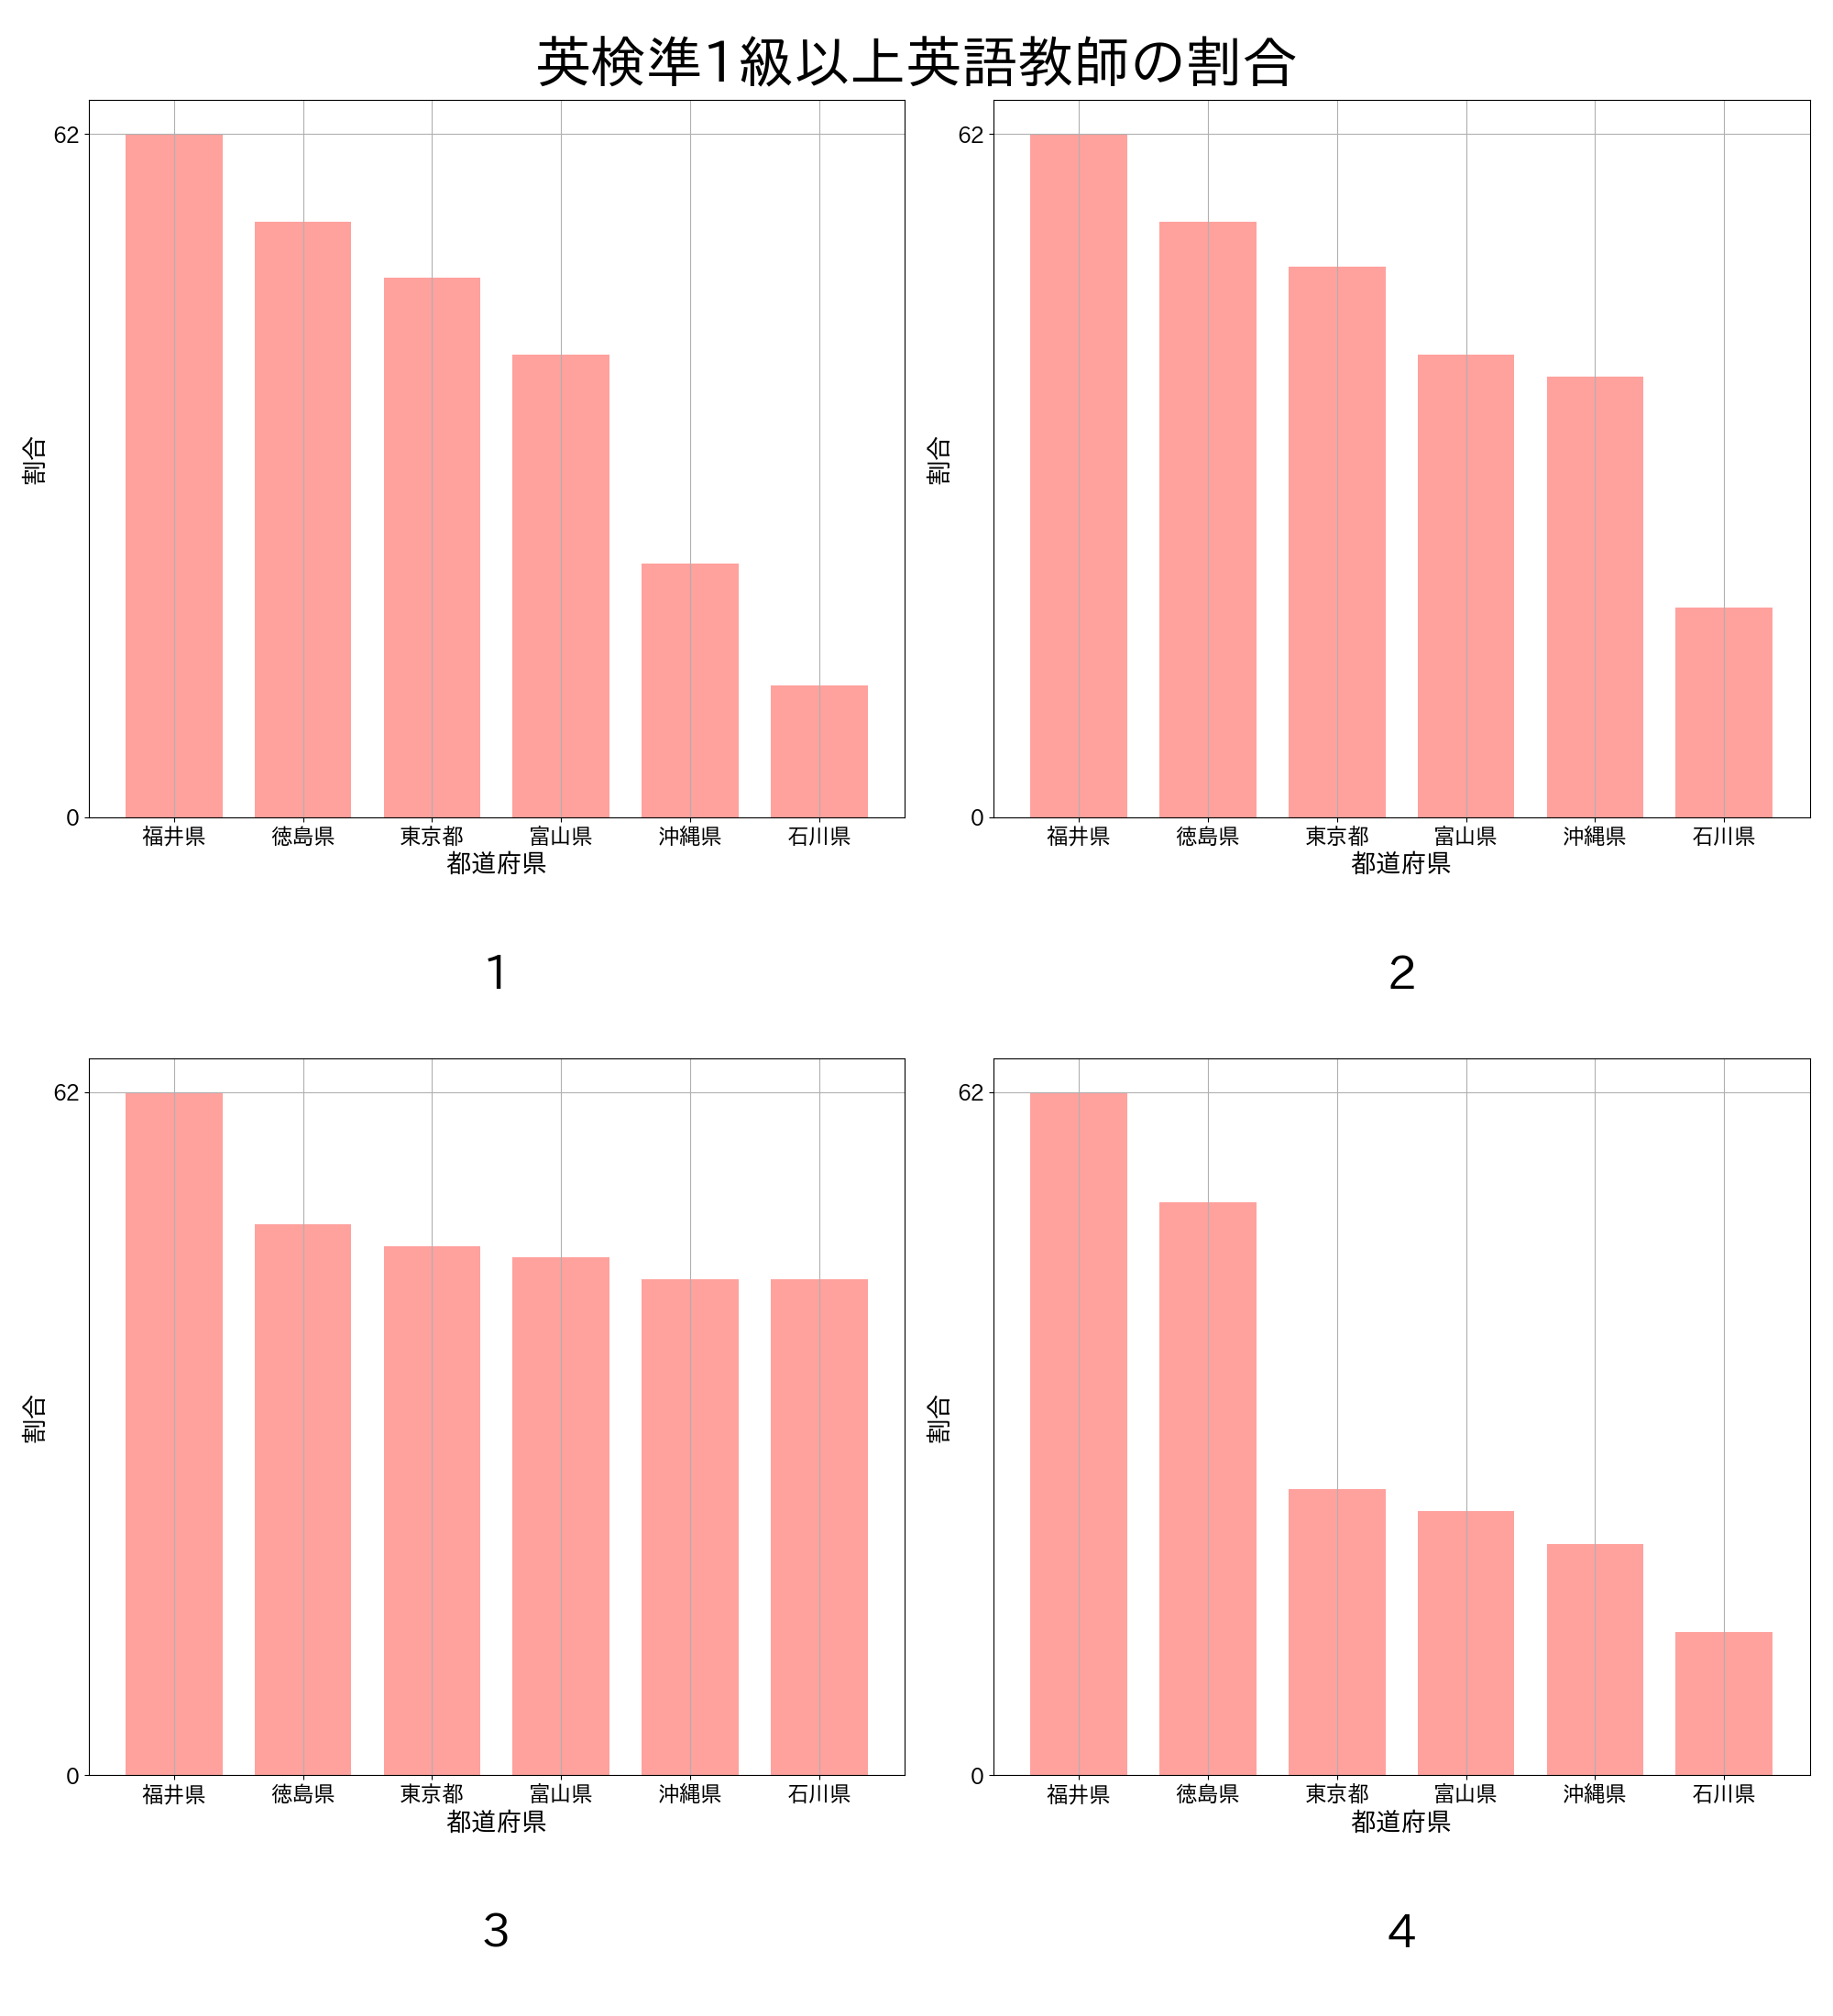 英検準1級以上英語教師の割合
62
0
割合
福井県 徳島県 東京都 富山県 沖縄県 石川県
都道府県
1
62
0
割合
福井県 徳島県 東京都 富山県 沖縄県 石川県
都道府県
2
62
0
割合
福井県 徳島県 東京都 富山県 沖縄県 石川県
都道府県
3
62
0
割合
福井県 徳島県 東京都 富山県 沖縄県 石川県
都道府県
4